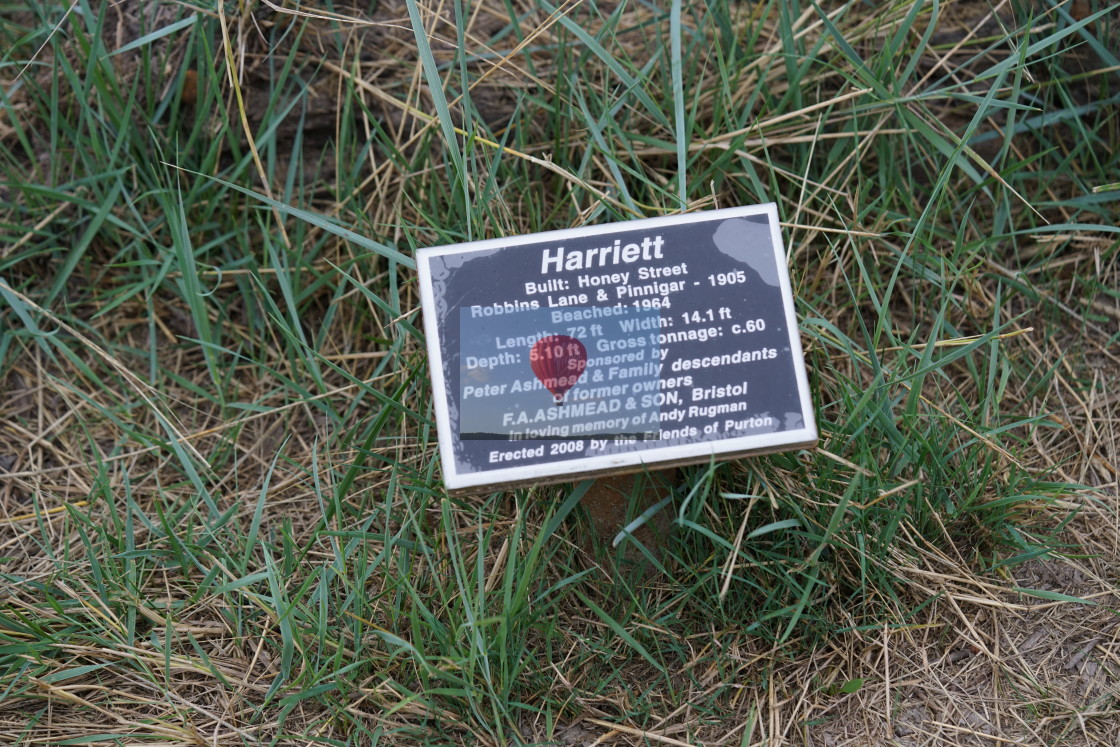 Harriett
Built: Honey Street
Robbins Lane & Pinnigar - 1905
Beached: 1964
Length: 72 ft Width: 14.1 ft
Depth: 5.10 ft Gross tonnage: c.60
Sponsored by
Peter Ashmead & Family descendants
of former owners
F.A.ASHMEAD & SON, Bristol
In loving memory of Andy Rugman
Erected 2008 by the Friends of Purton